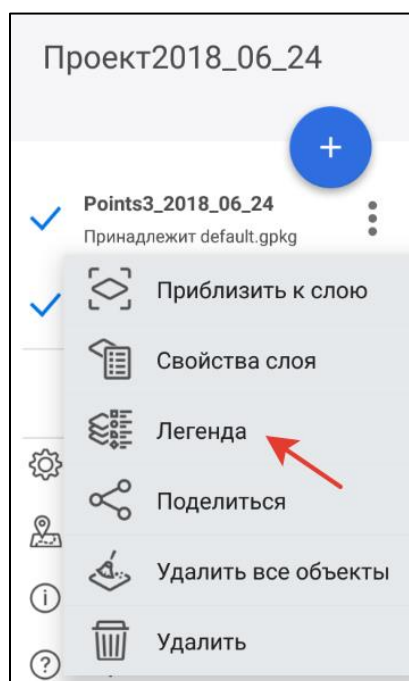 Проект2018_06_24
Points3_2018_06_24
Принадлежит default.gpkg
Приблизить к слою
Свойства слоя
Легенда
Поделиться
Удалить все объекты
Удалить